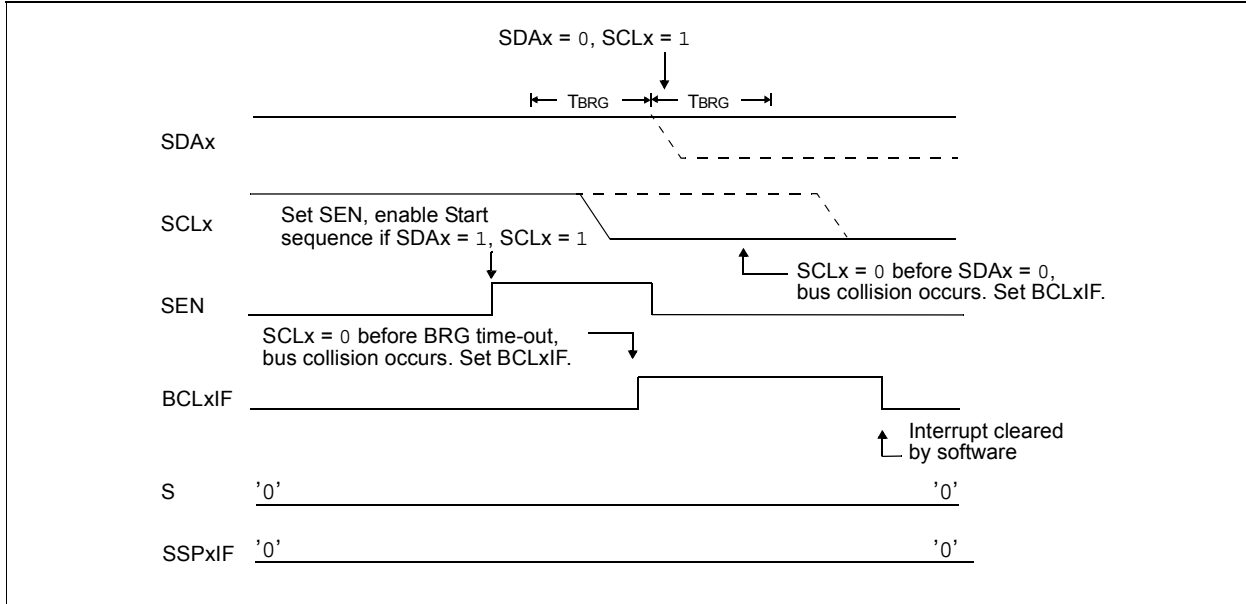 SDAx = 0, SCLx = 1
TBRG TBRG
SDAx
SCLx
Set SEN, enable Start
sequence if SDAx = 1, SCLx = 1
SCLx = 0 before SDAx = 0,
bus collision occurs. Set BCLxIF.
SEN
SCLx = 0 before BRG time-out,
bus collision occurs. Set BCLxIF.
BCLxIF
Interrupt cleared
by software
S '0' '0'
SSPxIF '0' '0'